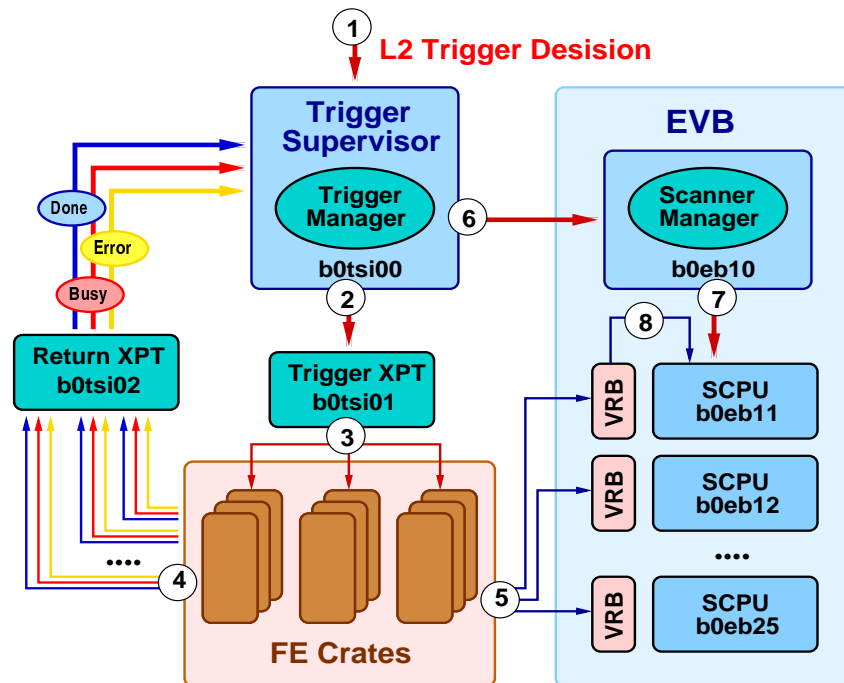 1
L2 Trigger Desision
Trigger
Supervisor
Trigger
Manager
b0tsi00
EVB
Scanner
Manager
b0eb10
6
Done
Error
Busy
2
7
8
Return XPT
b0tsi02
Trigger XPT
b0tsi01
3
VRB
SCPU
b0eb11
VRB
SCPU
b0eb12
....
....
4
5
VRB
SCPU
b0eb25
FE Crates